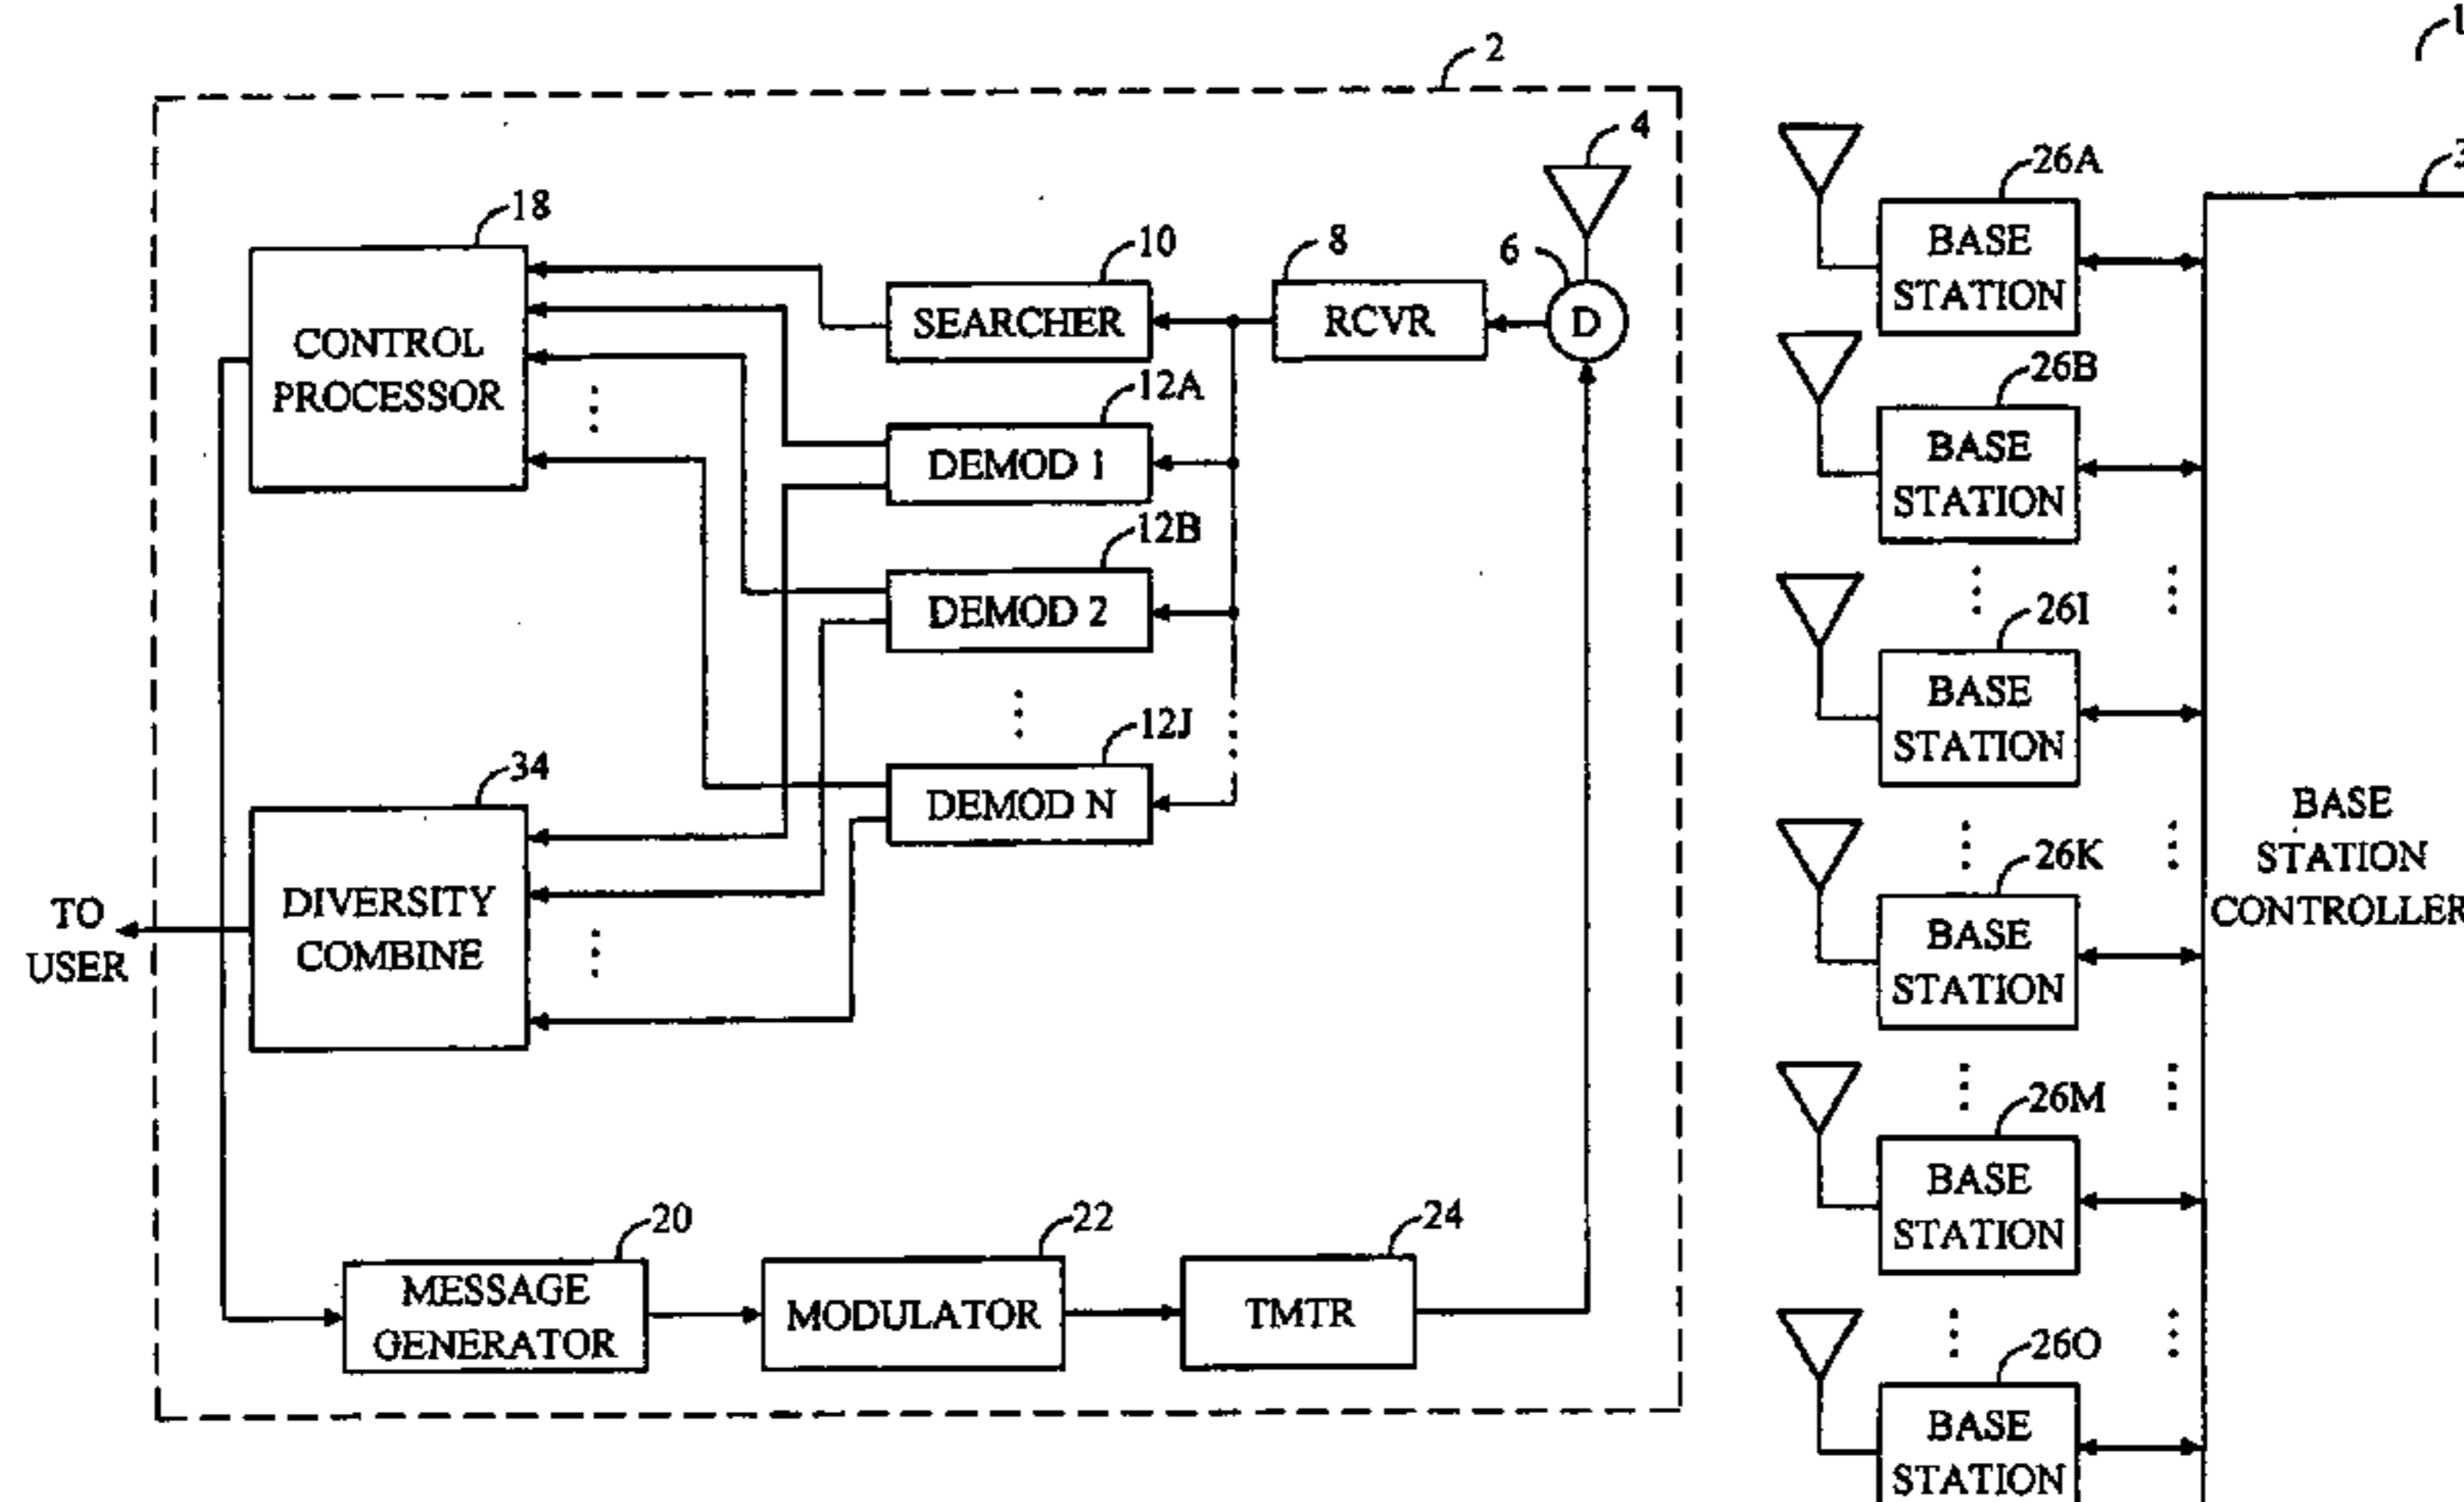 2
4
18
10
8
6
CONTROL
PROCESSOR
SEARCHER
RCVR
D
12A
DEMOD 1
12B
DEMOD 2
12J
DEMOD N
34
DIVERSITY
COMBINE
TO
USER
20
MESSAGE
GENERATOR
22
MODULATOR
24
TMTR
26A
BASE
STATION
26B
BASE
STATION
26I
BASE
STATION
26K
BASE
STATION
26M
BASE
STATION
26O
BASE
STATION
BASE
STATION
CONTROLLER